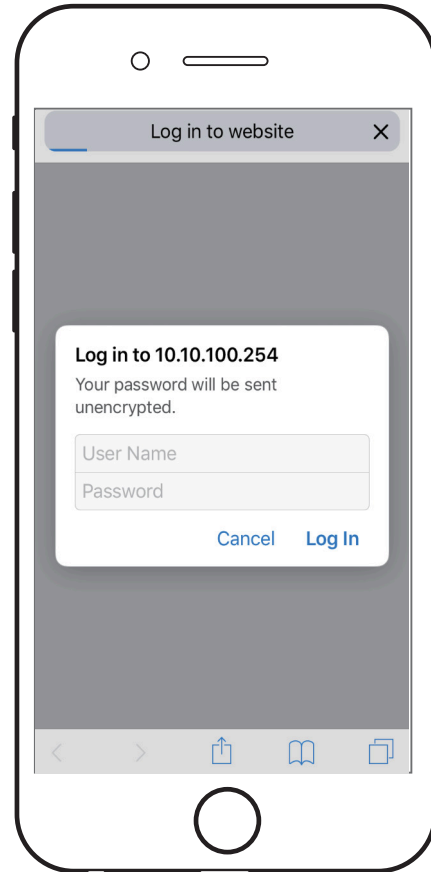 Log in to website
Log in to 10.10.100.254
Your password will be sent
unencrypted.
User Name
Password
Cancel Log In